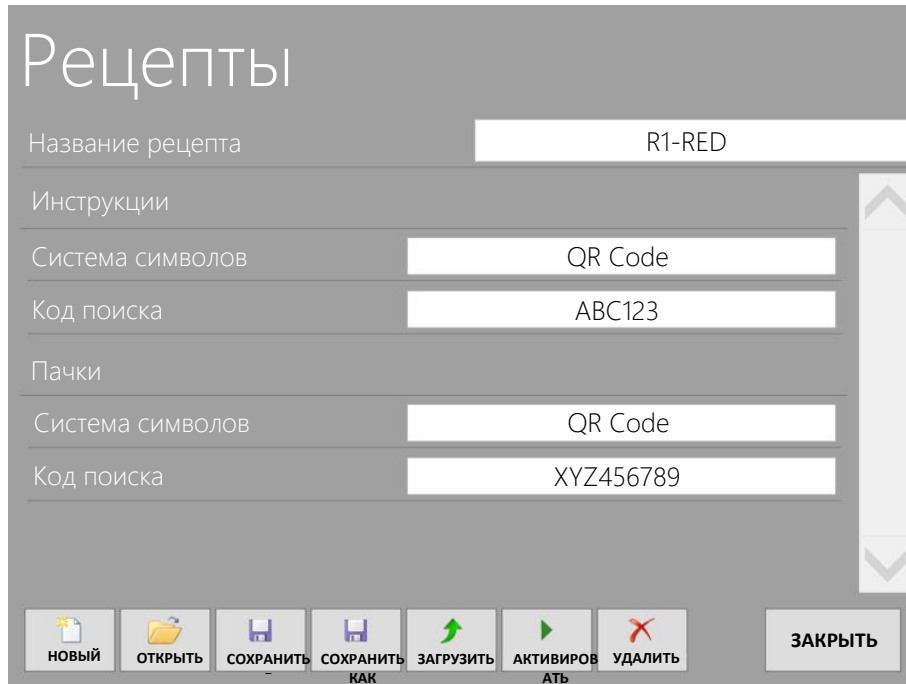 Рецепты
Название рецепта R1-RED
Инструкции
Система символов QR Code
Код поиска ABC123
Пачки
Система символов QR Code
Код поиска XYZ456789
НОВЫЙ ОТКРЫТЬ СОХРАНИТЬ СОХРАНИТЬ ЗАГРУЗИТЬ АКТИВИРОВ УДАЛИТЬ ЗАКРЫТЬ
КАК АТЬ